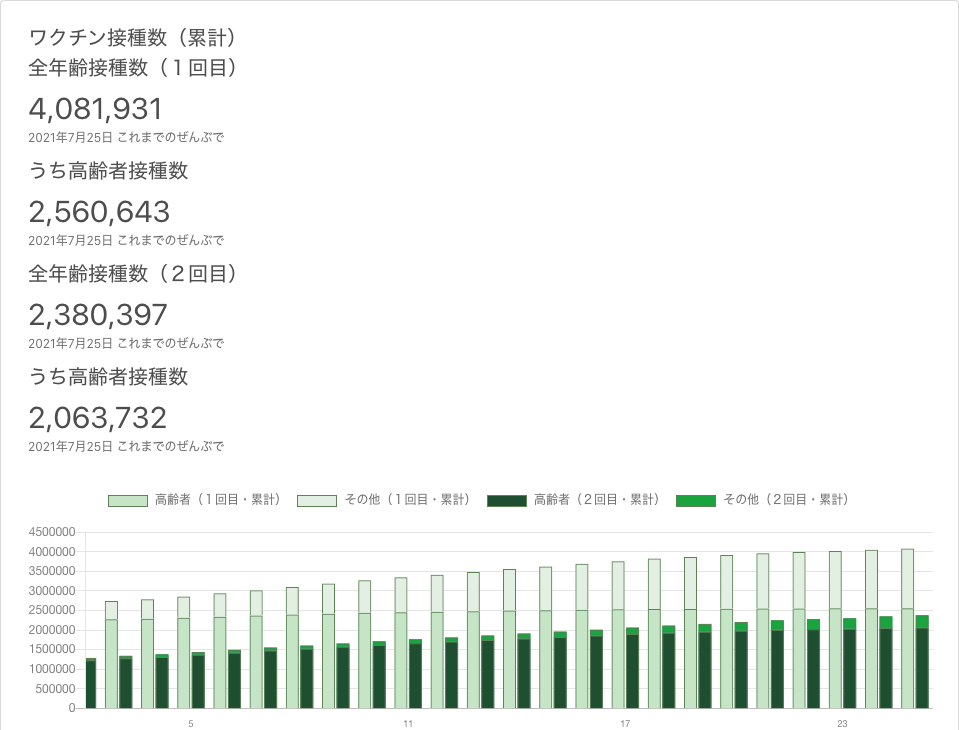 ワクチン接種数（累計）
全年齢接種数（１回目）
4,081,931
2021年7月25日 これまでのぜんぶで
うち高齢者接種数
2,560,643
2021年7月25日 これまでのぜんぶで
全年齢接種数（２回目）
2,380,397
2021年7月25日 これまでのぜんぶで
うち高齢者接種数
2,063,732
2021年7月25日 これまでのぜんぶで
高齢者（１回目・累計） その他（１回目・累計） 高齢者（２回目・累計） その他（２回目・累計）
4500000
4000000
3500000
3000000
2500000
2000000
1500000
1000000
500000
0
5 11 17 23